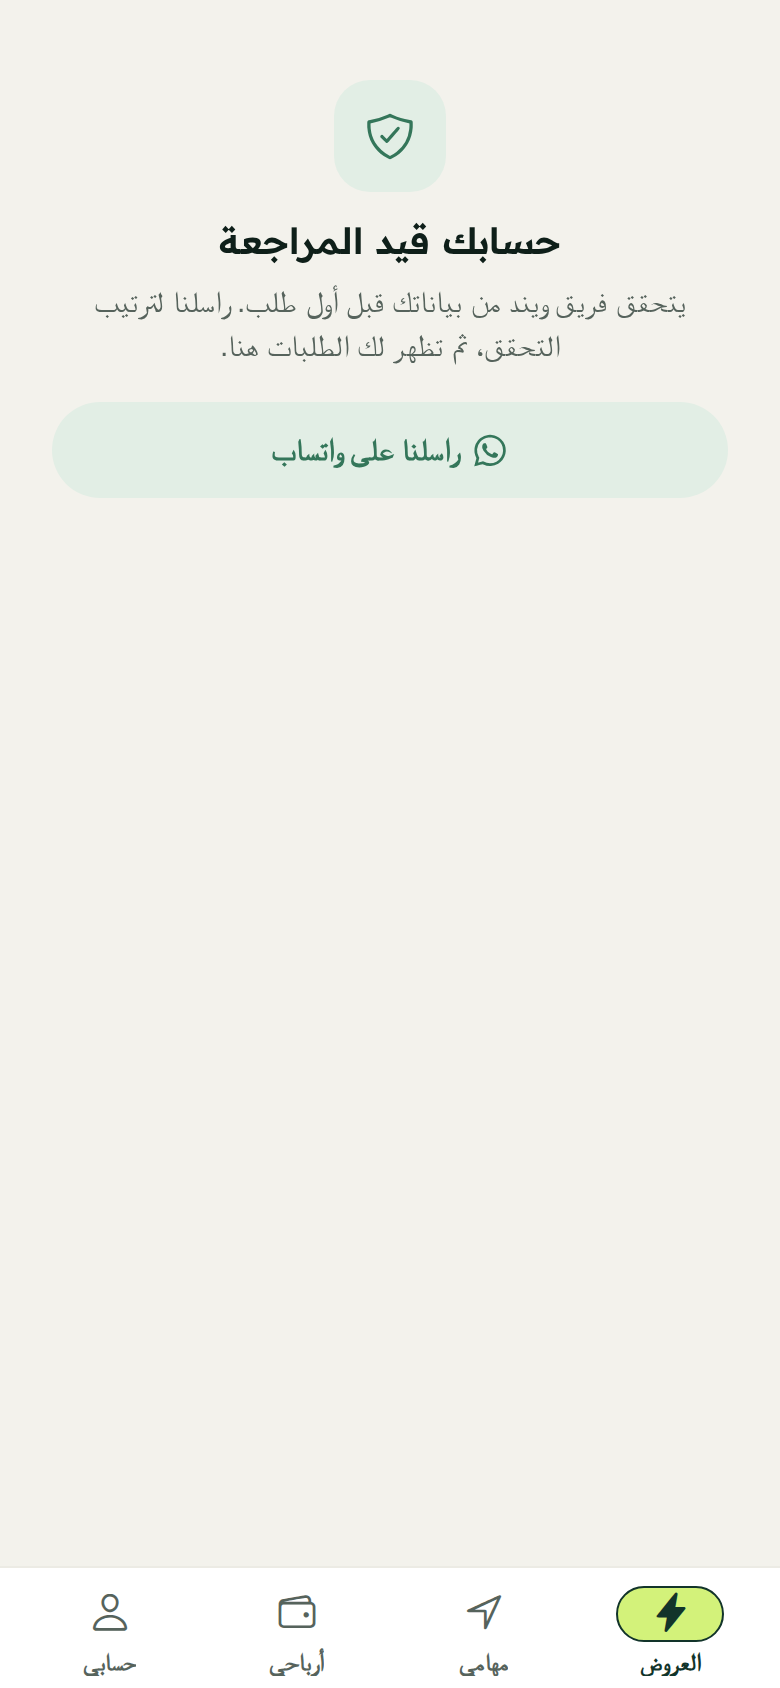 حسابك قيد المراجعة
يتحقق فريق ويند من بياناتك قبل أول طلب. راسلنا لترتيب
التحقق، ثم تظهر لك الطلبات هنا.
راسلنا على واتساب
العروض
مهامي
أرباحي
حسابي